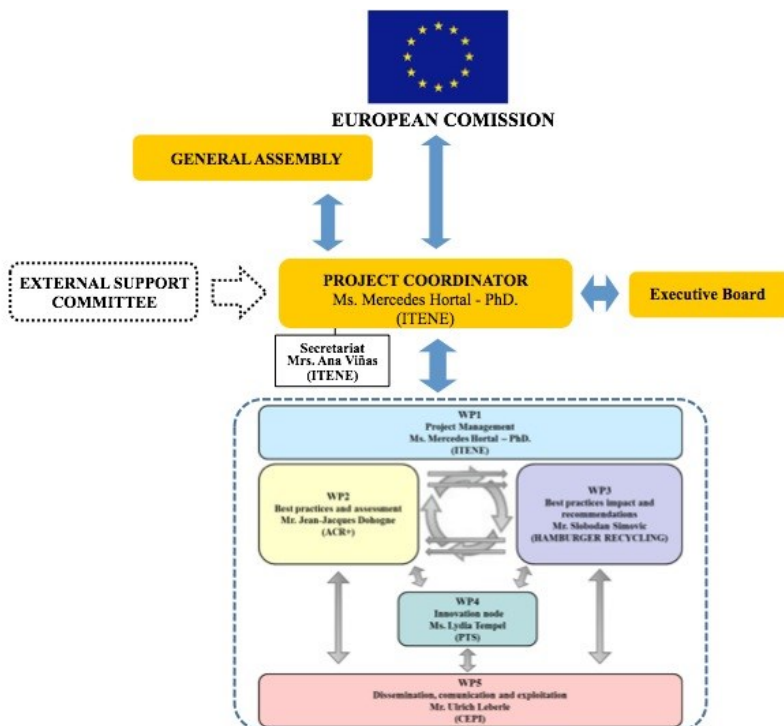 EUROPEAN COMISSION
GENERAL ASSEMBLY
EXTERNAL SUPPORT
COMMITTEE
PROJECT COORDINATOR
Ms. Mercedes Hortal - PhD.
(ITENE)
Executive Board
Secretariat
Mrs. Ana Viñas
(ITENE)
WP1
Project Management
Ms. Mercedes Hortal – PhD.
(ITENE)
WP2
Best practices and assessment
Mr. Jean-Jacques Dohogne
(ACR+)
WP3
Best practices impact and
recommendations
Mr. Slobodan Simovic
(HAMBURGER RECYCLING)
WP4
Innovation node
Ms. Lydia Tempel
(PTS)
WP5
Dissemination, comunication and exploitation
Mr. Ulrich Leberle
(CEPI)